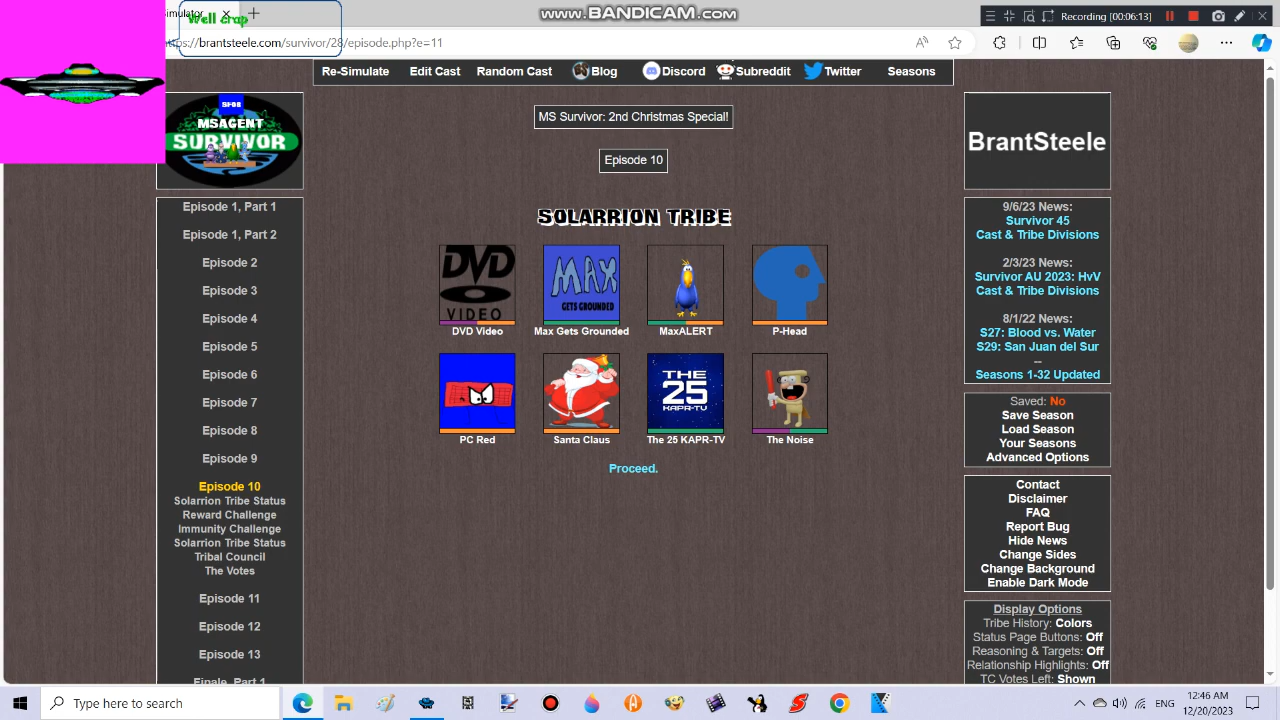 imulator
Well crap
www.BANDICAM.com
Recording [00:06:13]
ttps://brantsteele.com/survivor/28/episode.php?e=11
Re-Simulate Edit Cast Random Cast Blog Discord Subreddit Twitter Seasons
SFGB
MSAGENT
SURVIVOR
MS Survivor: 2nd Christmas Special!
Episode 10
BrantSteele
Episode 1, Part 1
Episode 1, Part 2
Episode 2
Episode 3
Episode 4
Episode 5
Episode 6
Episode 7
Episode 8
Episode 9
Episode 10
Solarrion Tribe Status
Reward Challenge
Immunity Challenge
Solarrion Tribe Status
Tribal Council
The Votes
Episode 11
Episode 12
Episode 13
Finale, Part 1
SOLARRION TRIBE
DVD
VIDEO
MAX
GETS GROUNDED
DVD Video Max Gets Grounded MaxALERT P-Head
THE
25
KAPR-TV
PC Red Santa Claus The 25 KAPR-TV The Noise
Proceed.
9/6/23 News:
Survivor 45
Cast & Tribe Divisions
2/3/23 News:
Survivor AU 2023: HvV
Cast & Tribe Divisions
8/1/22 News:
S27: Blood vs. Water
S29: San Juan del Sur
--
Seasons 1-32 Updated
Saved: No
Save Season
Load Season
Your Seasons
Advanced Options
Contact
Disclaimer
FAQ
Report Bug
Hide News
Change Sides
Change Background
Enable Dark Mode
Display Options
Tribe History: Colors
Status Page Buttons: Off
Reasoning & Targets: Off
Relationship Highlights: Off
TC Votes Left: Shown
Type here to search
ENG
12:46 AM
12/20/2023